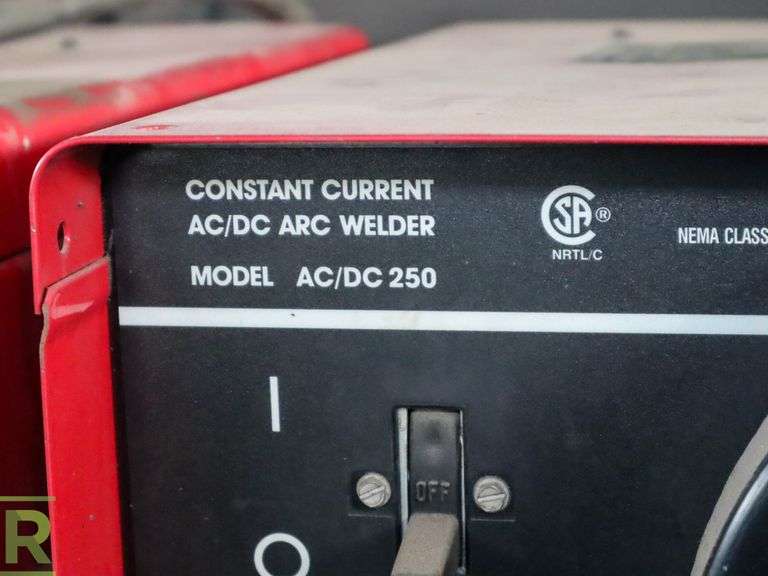 CONSTANT CURRENT
AC/DC ARC WELDER
MODEL AC/DC 250
SA®
NRTL/C
NEMA CLASS
I
OFF
O
R